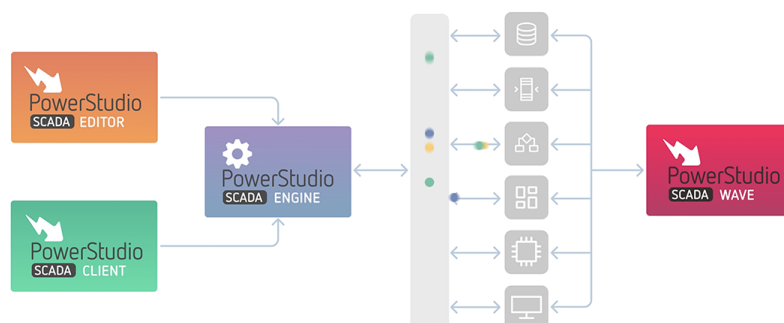 PowerStudio
SCADA EDITOR
PowerStudio
SCADA ENGINE
PowerStudio
SCADA CLIENT
PowerStudio
SCADA WAVE